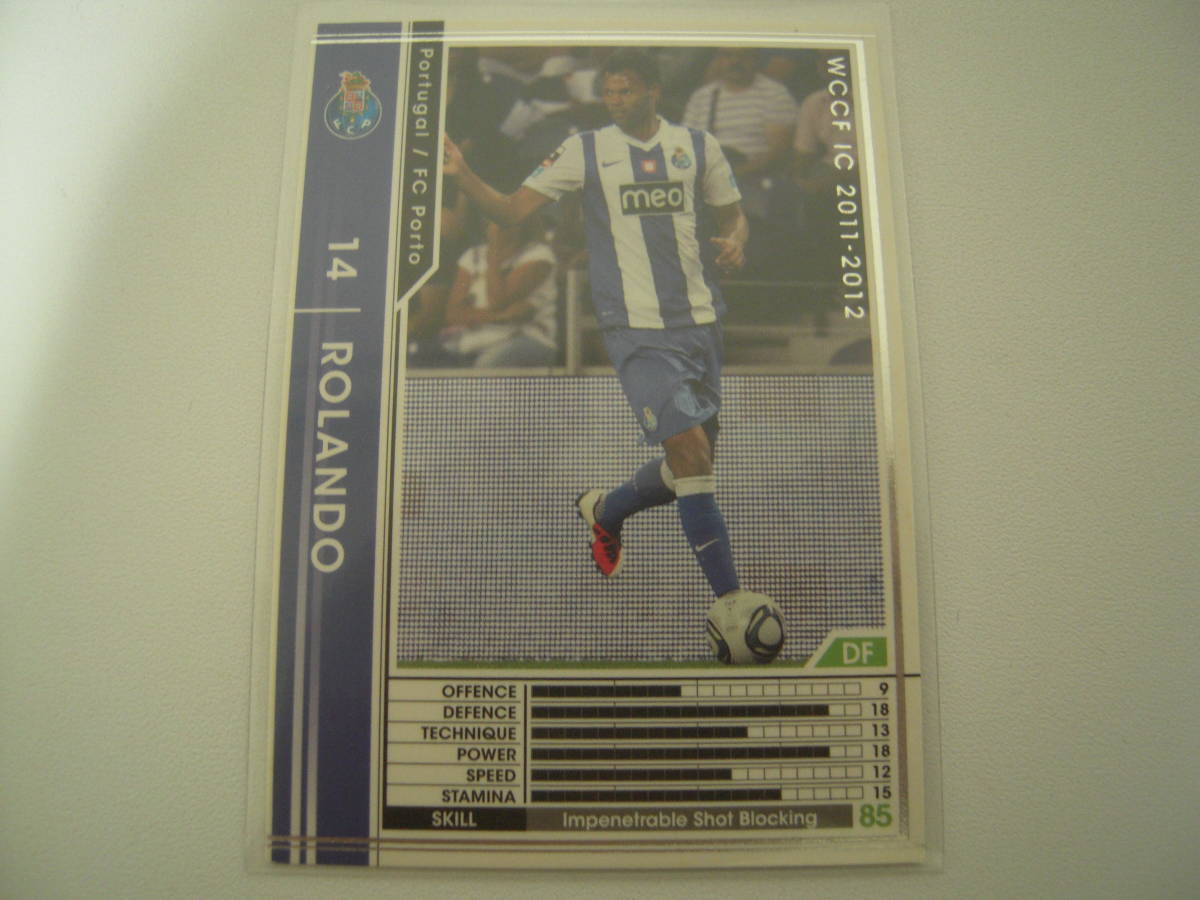 Portugal / FC Porto
14 ROLANDO
WCCF IC 2011-2012
FCP
meo
DF
OFFENCE 9
DEFENCE 18
TECHNIQUE 13
POWER 18
SPEED 12
STAMINA 15
SKILL Impenetrable Shot Blocking 85